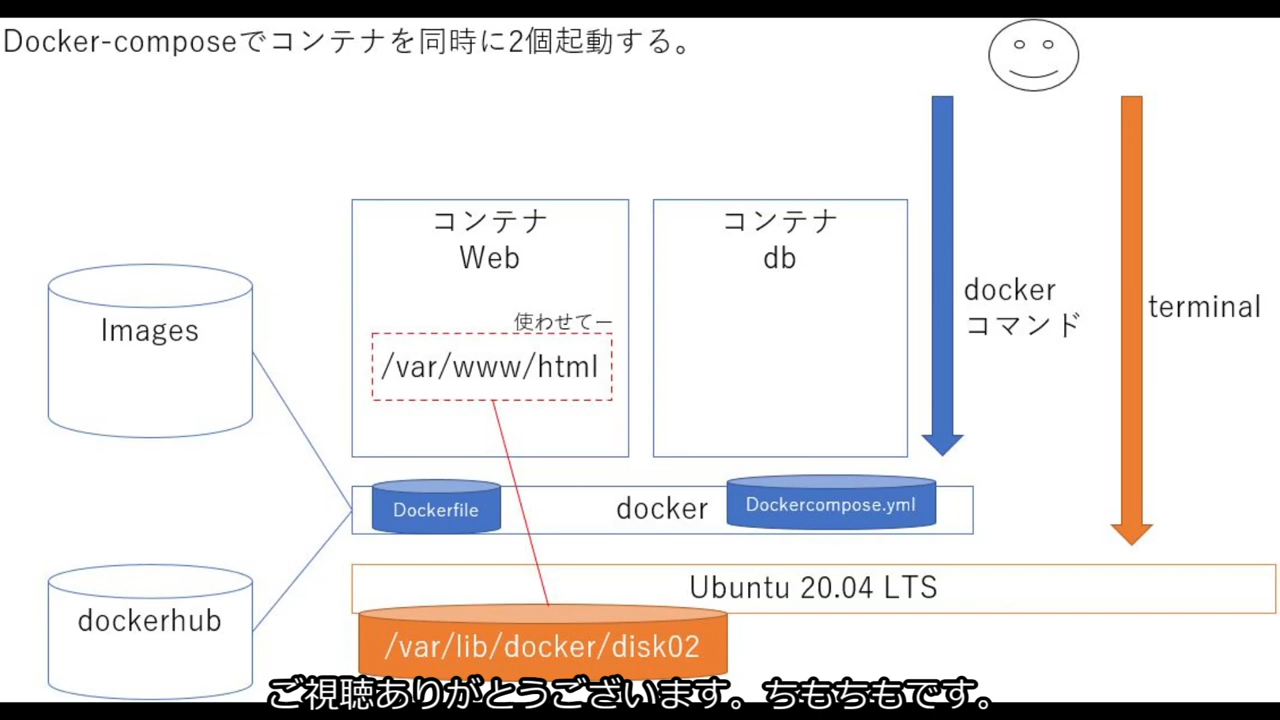 Docker-composeでコンテナを同時に2個起動する。
コンテナ
Web
コンテナ
db
docker
コマンド
terminal
Images
使わせてー
/var/www/html
Dockerfile
docker
Dockercompose.yml
Ubuntu 20.04 LTS
dockerhub
/var/lib/docker/disk02
ご視聴ありがとうございます。ちもちもです。